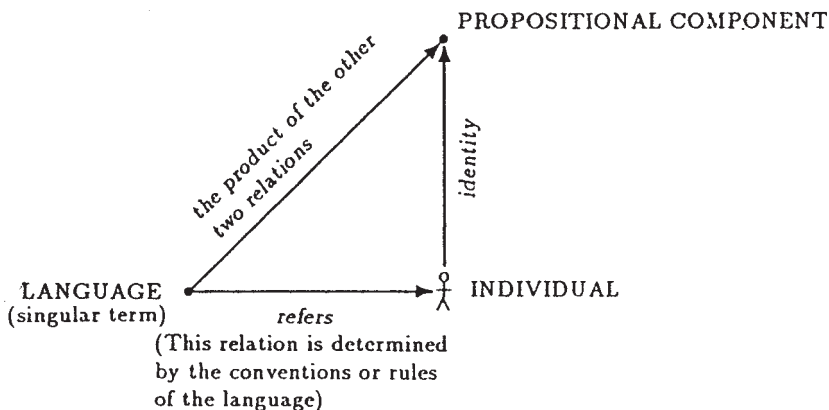 PROPOSITIONAL COMPONENT
the product of the other
two relations
identity
LANGUAGE
(singular term)
INDIVIDUAL
refers
(This relation is determined
by the conventions or rules
of the language)